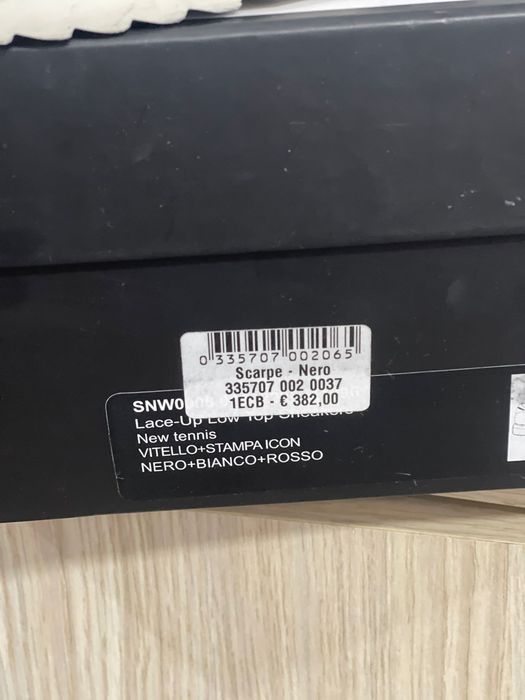 0 335707 002065
Scarpe - Nero
335707 002 0037
1ECB - € 382,00
SNW0
Lace-Up Low Top Sneakers
New tennis
VITELLO+STAMPA ICON
NERO+BIANCO+ROSSO